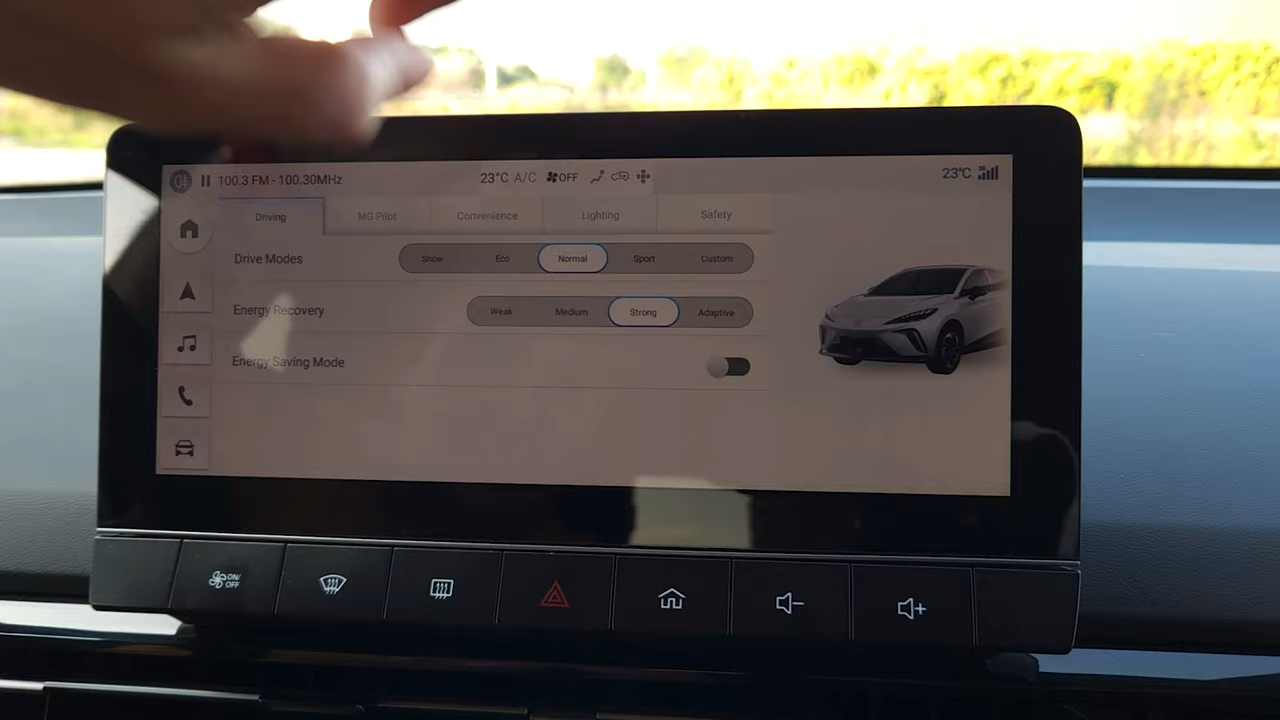 100.3 FM - 100.30MHz
23°C A/C OFF
23°C
Driving MG Pilot Convenience Lighting Safety
Drive Modes Snow Eco Normal Sport Custom
Energy Recovery Weak Medium Strong Adaptive
Energy Saving Mode
ON/
OFF